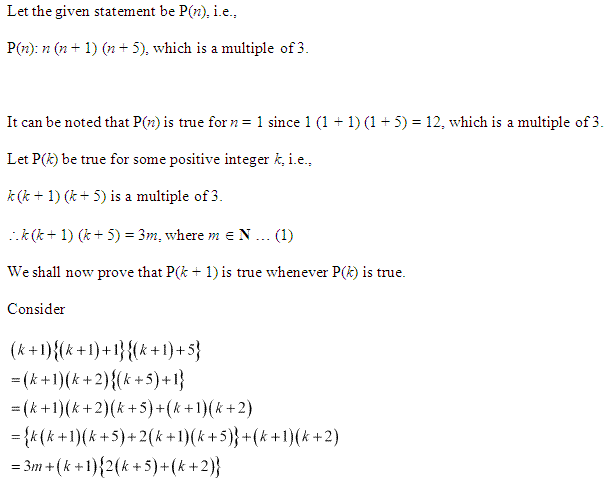 Let the given statement be P(n), i.e.,
P(n): n (n + 1) (n + 5), which is a multiple of 3.
It can be noted that P(n) is true for n = 1 since 1 (1 + 1) (1 + 5) = 12, which is a multiple of 3.
Let P(k) be true for some positive integer k, i.e.,
k (k + 1) (k + 5) is a multiple of 3.
∴k (k + 1) (k + 5) = 3m, where m ∈ N … (1)
We shall now prove that P(k + 1) is true whenever P(k) is true.
Consider
(k+1){(k+1)+1}{(k+1)+5}
=(k+1)(k+2){(k+5)+1}
=(k+1)(k+2)(k+5)+(k+1)(k+2)
={k(k+1)(k+5)+2(k+1)(k+5)}+(k+1)(k+2)
=3m+(k+1){2(k+5)+(k+2)}